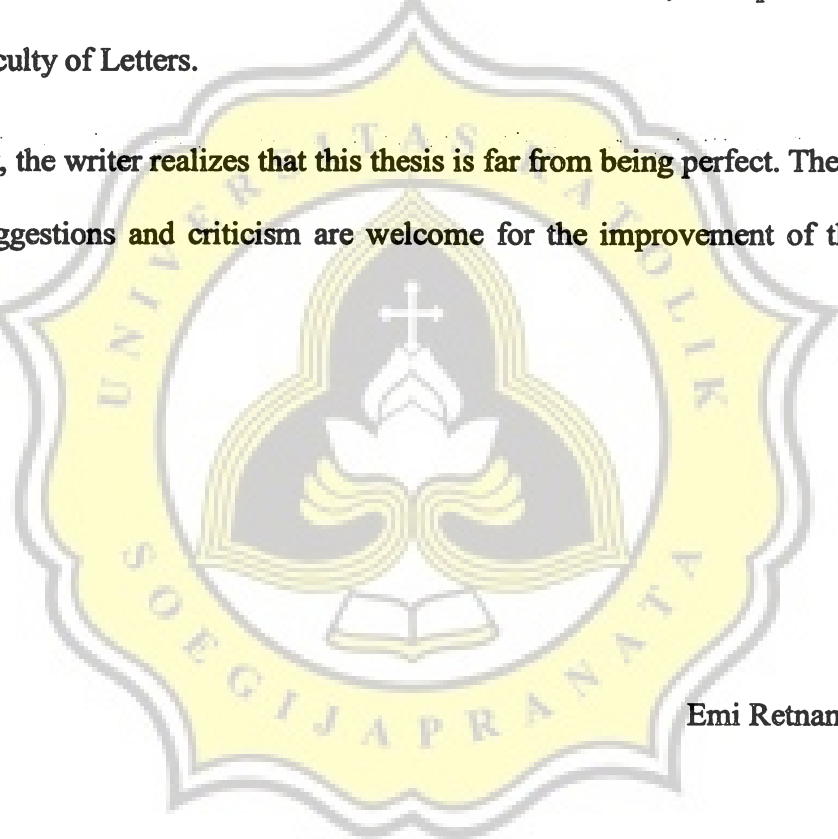 culty of Letters.
, the writer realizes that this thesis is far from being perfect. The
ggestions and criticism are welcome for the improvement of t
UNIVERSITAS KATOLIK
SOEGIJAPRANATA
Emi Retnan